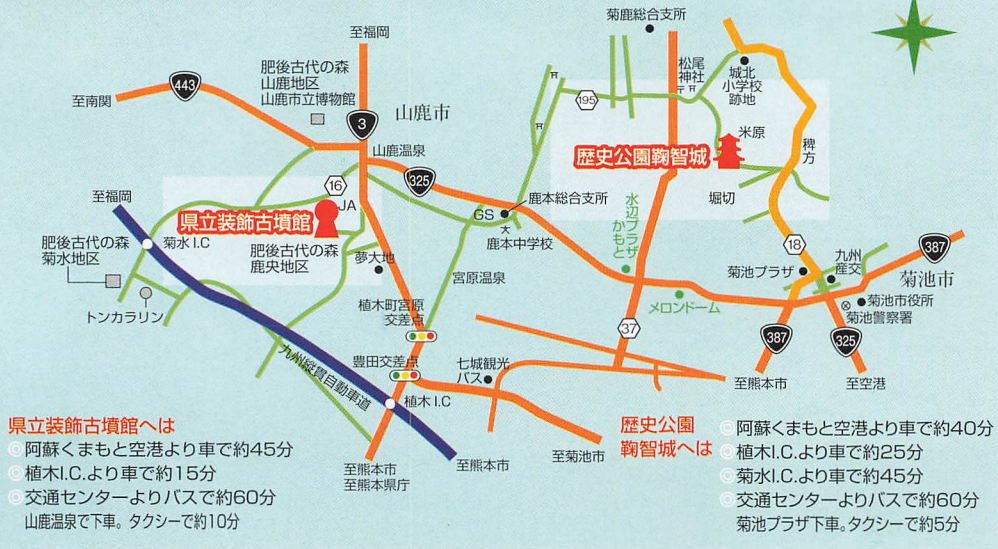 至福岡
菊鹿総合支所
443
至南関
肥後古代の森
山鹿地区
山鹿市立博物館
3
山鹿市
山鹿温泉
195
松尾
神社
城北
小学校
跡地
米原
歴史公園鞠智城
稗方
堀切
325
16
JA
県立装飾古墳館
至福岡
菊水I.C
肥後古代の森
菊水地区
トンカラリン
肥後古代の森
鹿央地区
夢大地
GS
鹿本総合支所
鹿本中学校
水辺プラザ
かもと
宮原温泉
18
菊池プラザ
九州
産交
387
菊池市
菊池市役所
菊池警察署
メロンドーム
植木町宮原
交差点
37
387
325
豊田交差点
七城観光
バス
九州縦貫自動車道
植木I.C
至熊本市
至空港
至熊本市
至熊本県庁
至熊本市
至菊池市
県立装飾古墳館へは
◎阿蘇くまもと空港より車で約45分
◎植木I.C.より車で約15分
◎交通センターよりバスで約60分
山鹿温泉で下車。タクシーで約10分
歴史公園
鞠智城へは
◎阿蘇くまもと空港より車で約40分
◎植木I.C.より車で約25分
◎菊水I.C.より車で約45分
◎交通センターよりバスで約60分
菊池プラザ下車。タクシーで約5分